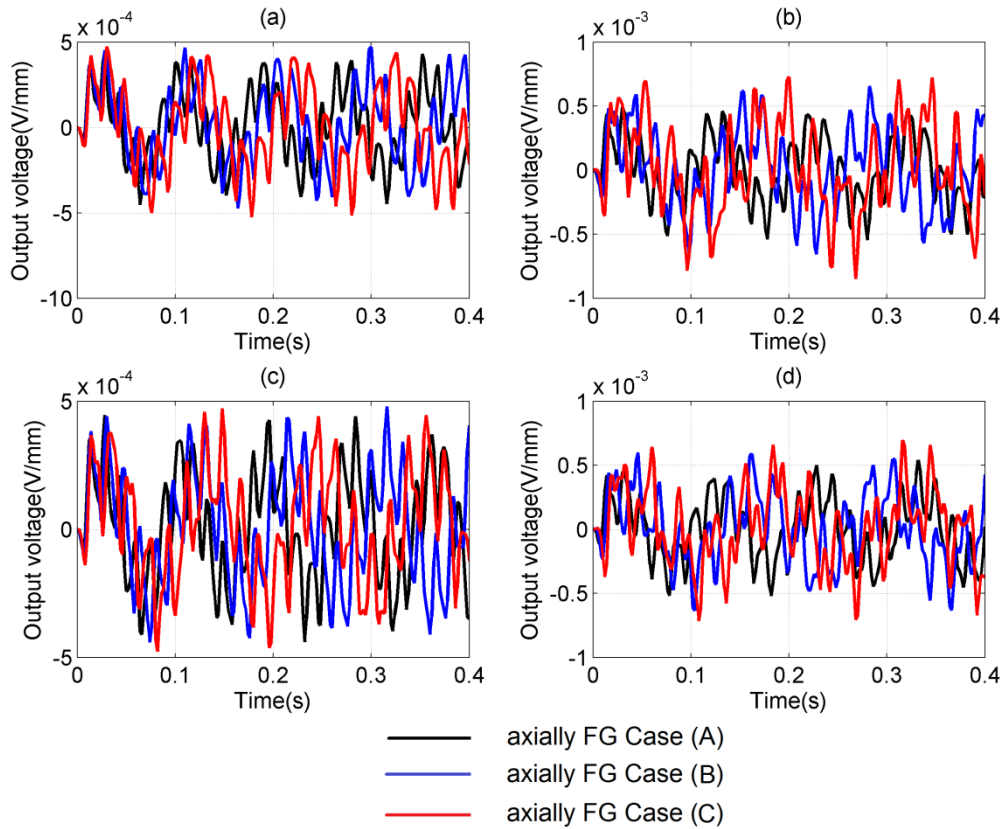 (a)
x 10-4
Output voltage(V/mm)
5
0
-5
-10
0 0.1 0.2 0.3 0.4
Time(s)
(b)
x 10-3
Output voltage(V/mm)
1
0.5
0
-0.5
-1
0 0.1 0.2 0.3 0.4
Time(s)
(c)
x 10-4
Output voltage(V/mm)
5
0
-5
0 0.1 0.2 0.3 0.4
Time(s)
(d)
x 10-3
Output voltage(V/mm)
1
0.5
0
-0.5
-1
0 0.1 0.2 0.3 0.4
Time(s)
axially FG Case (A)
axially FG Case (B)
axially FG Case (C)